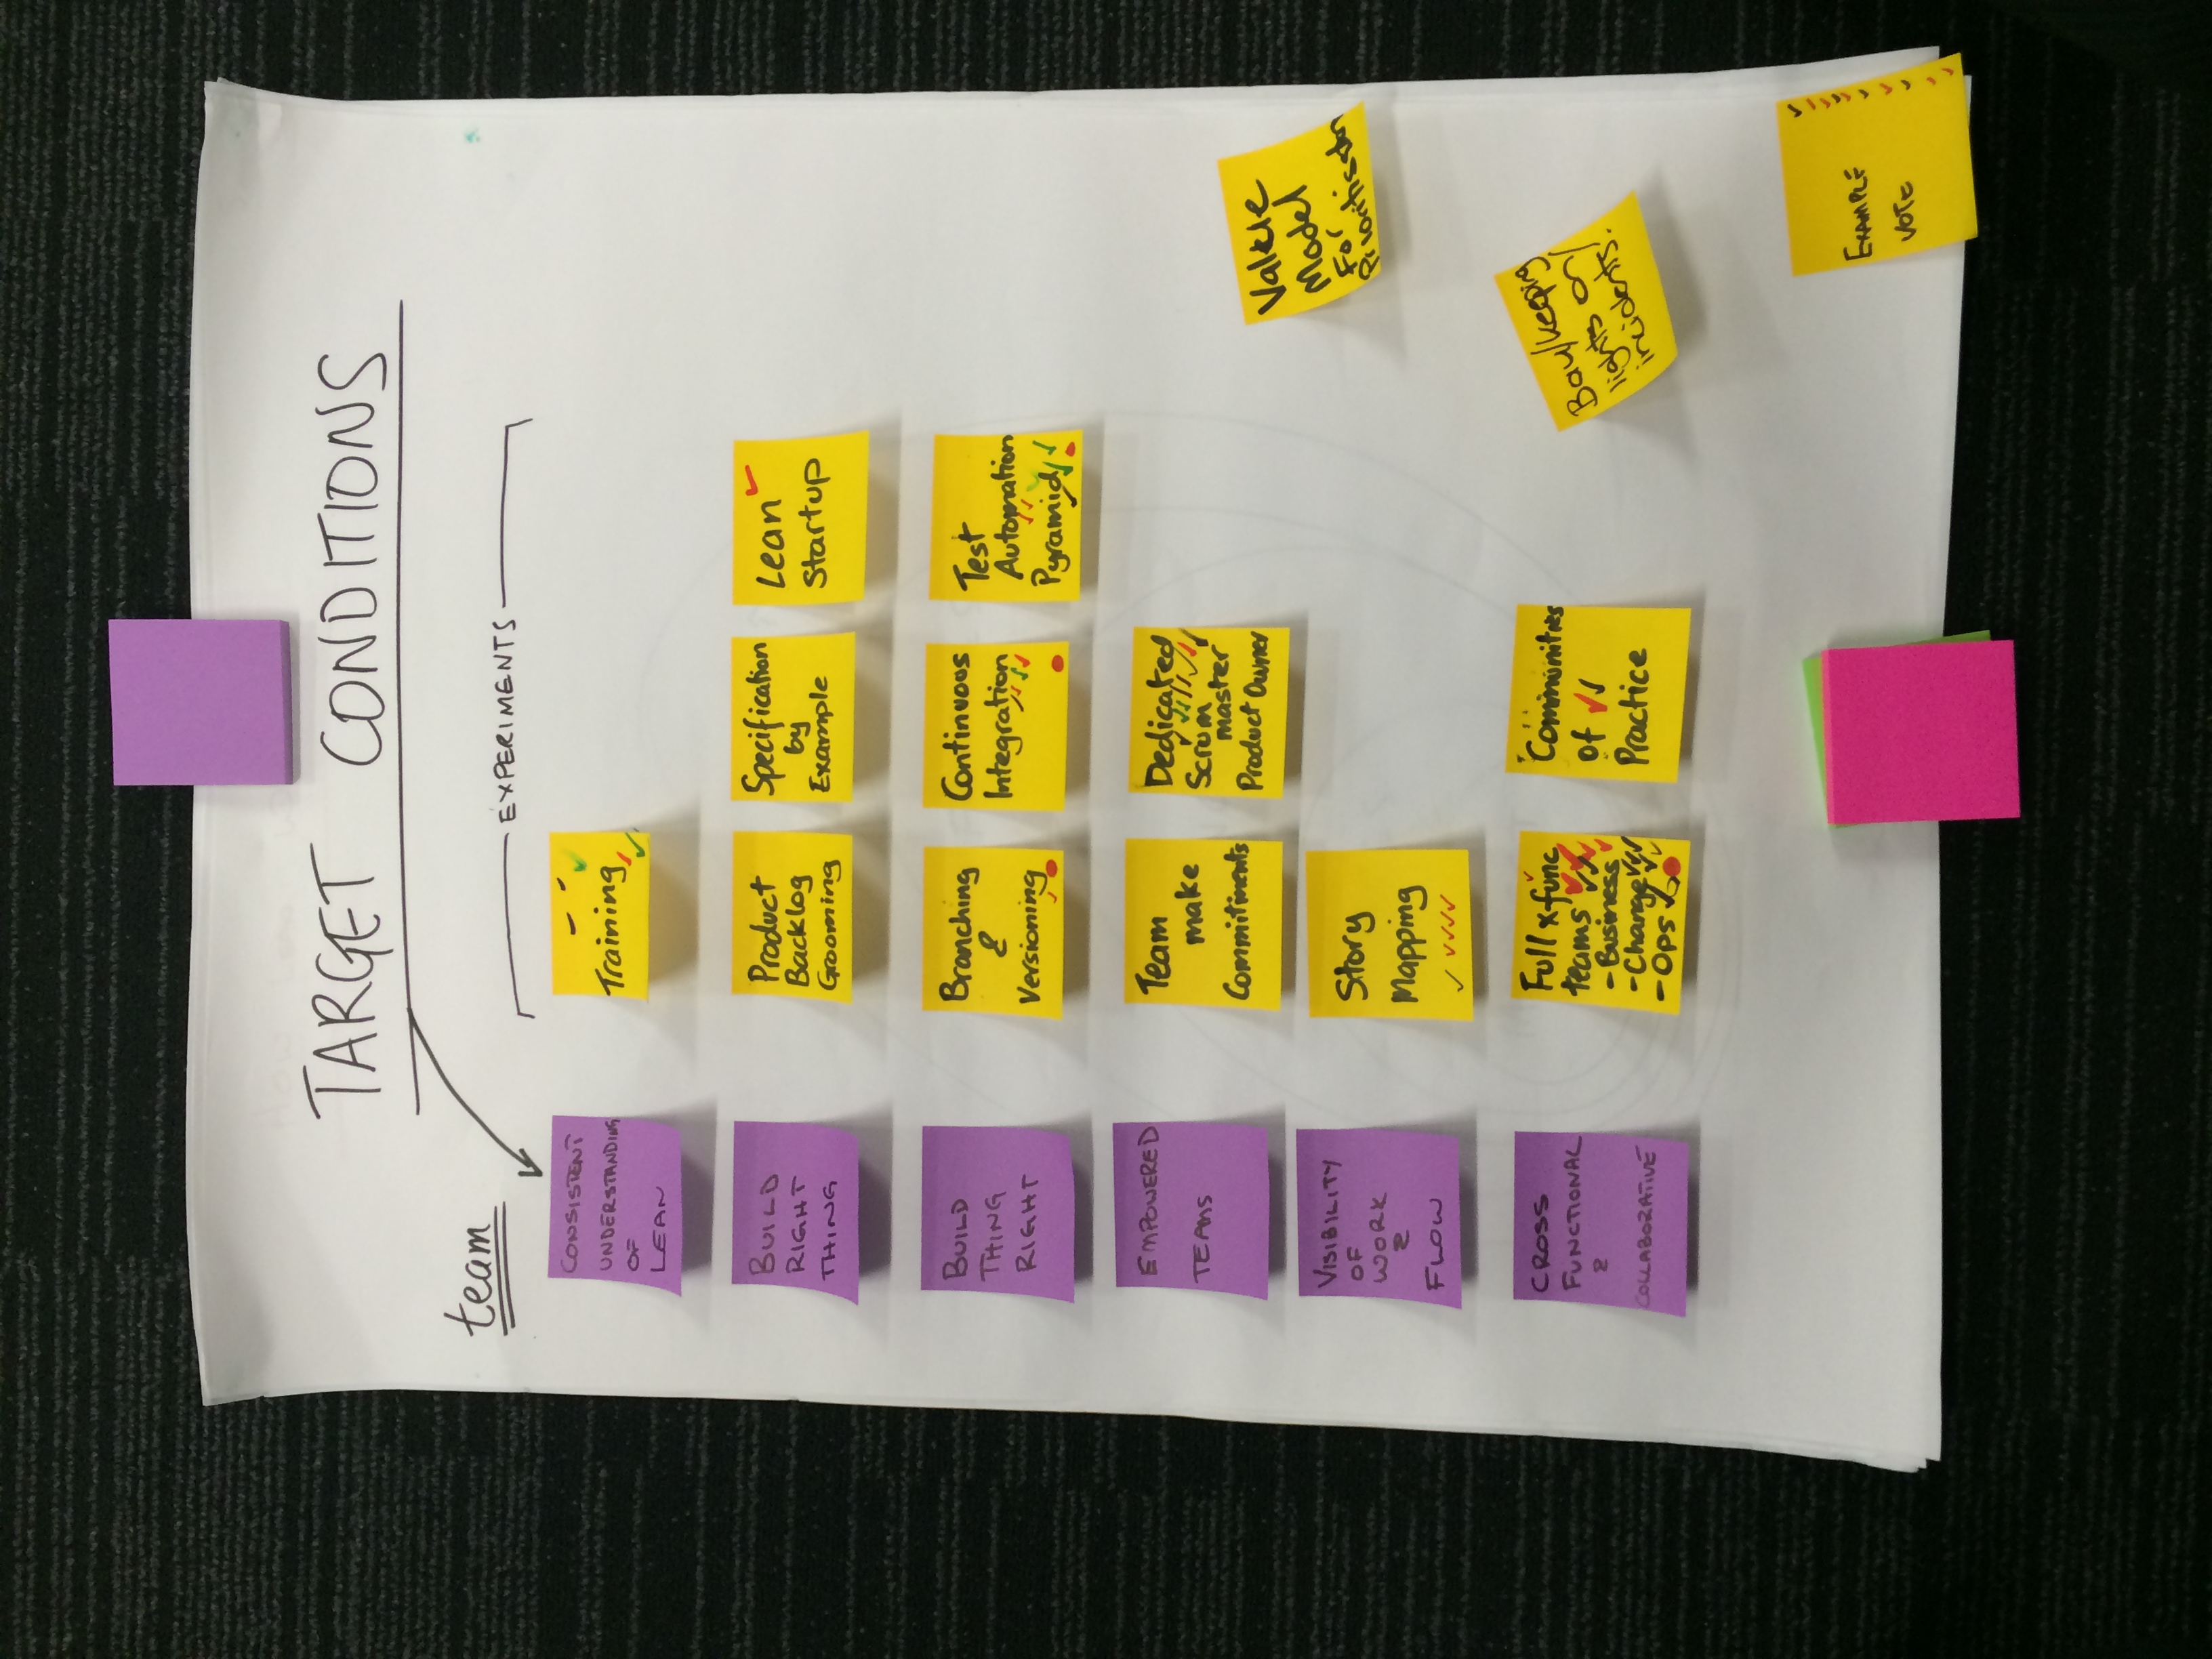 TARGET CONDITIONS
team
EXPERIMENTS
CONSISTENT
UNDERSTANDING
OF
LEAN
Training
BUILD
RIGHT
THING
Product
Backlog
Grooming
Specification
by
Example
Lean
Startup
BUILD
THING
RIGHT
Branching
&
Versioning
Continuous
Integration
Test
Automation
Pyramid
EMPOWERED
TEAMS
Team
make
Commitments
Dedicated
Scrum
master
Product Owner
VISIBILITY
OF
WORK
&
FLOW
Story
Mapping
Value
Model
For
Prioritisation
CROSS
FUNCTIONAL
&
COLLABORATIVE
Full x-func
teams
- Business
- Change
- Ops
Communities
of
Practice
Bau/keeping
lights on/
incidents.
EXAMPLE
VOTE